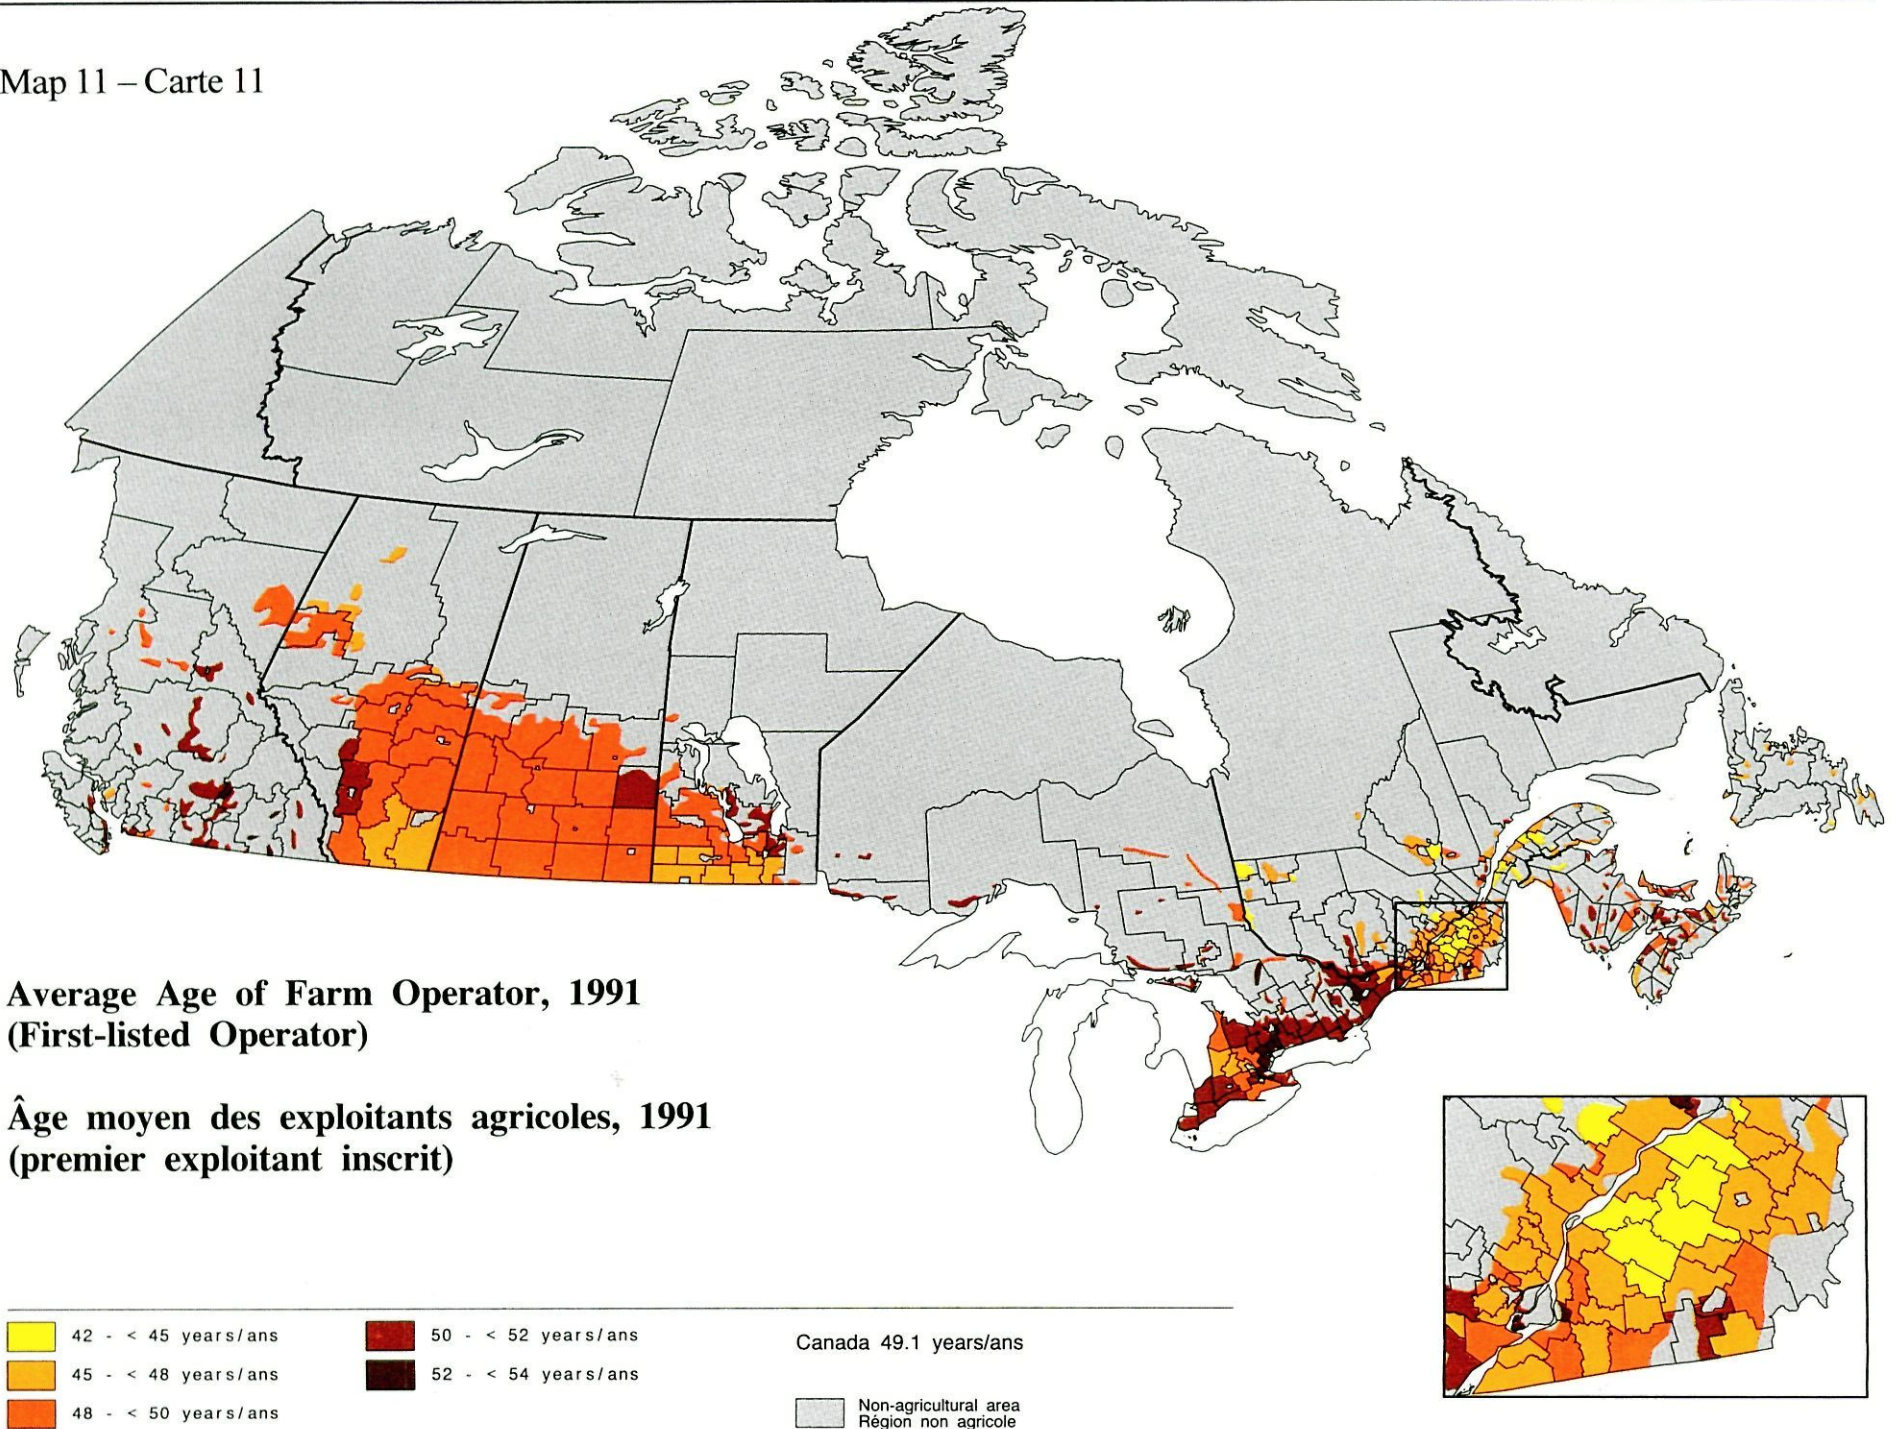 Map 11 – Carte 11
Average Age of Farm Operator, 1991
(First-listed Operator)
Âge moyen des exploitants agricoles, 1991
(premier exploitant inscrit)
42 - < 45 years/ans
45 - < 48 years/ans
48 - < 50 years/ans
50 - < 52 years/ans
52 - < 54 years/ans
Canada 49.1 years/ans
Non-agricultural area
Région non agricole